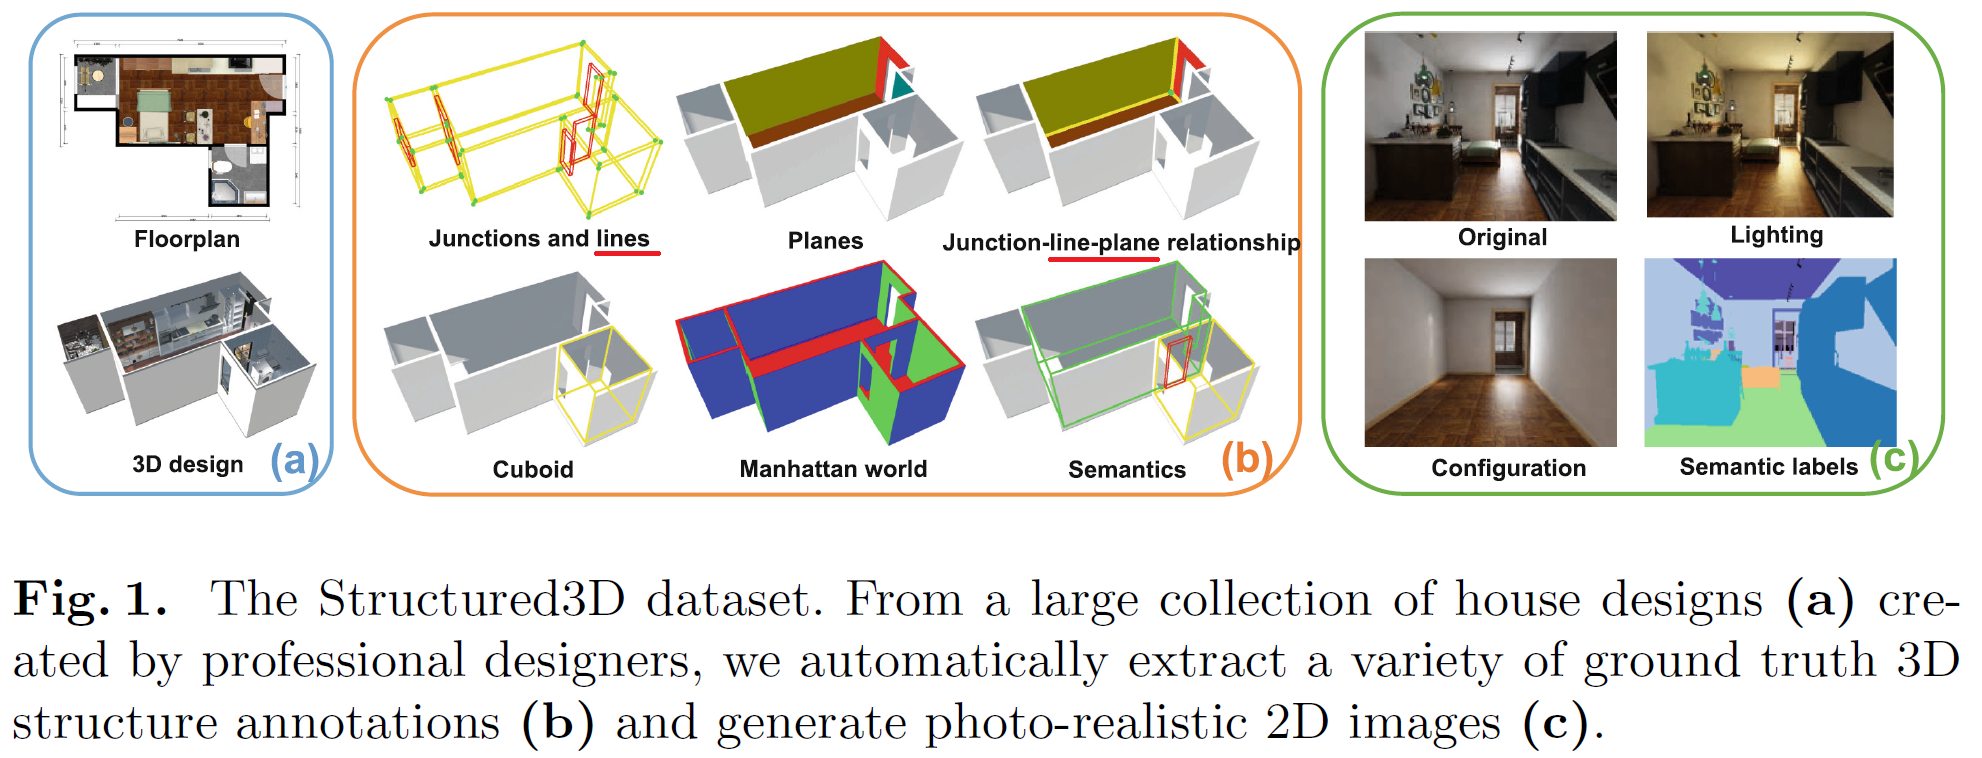 Floorplan
3D design
(a)
Junctions and lines
Planes
Junction-line-plane relationship
Cuboid
Manhattan world
Semantics
(b)
Original
Lighting
Configuration
Semantic labels
(c)
Fig. 1. The Structured3D dataset. From a large collection of house designs (a) cre-
ated by professional designers, we automatically extract a variety of ground truth 3D
structure annotations (b) and generate photo-realistic 2D images (c).